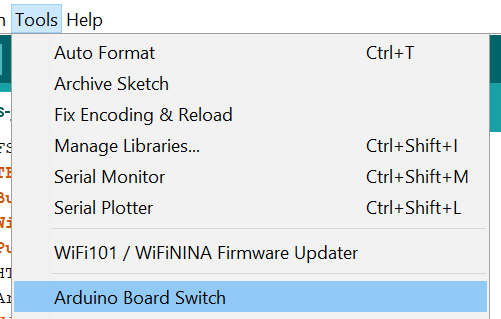 Tools Help
Auto Format Ctrl+T
Archive Sketch
Fix Encoding & Reload
Manage Libraries... Ctrl+Shift+I
Serial Monitor Ctrl+Shift+M
Serial Plotter Ctrl+Shift+L
WiFi101 / WiFiNINA Firmware Updater
Arduino Board Switch